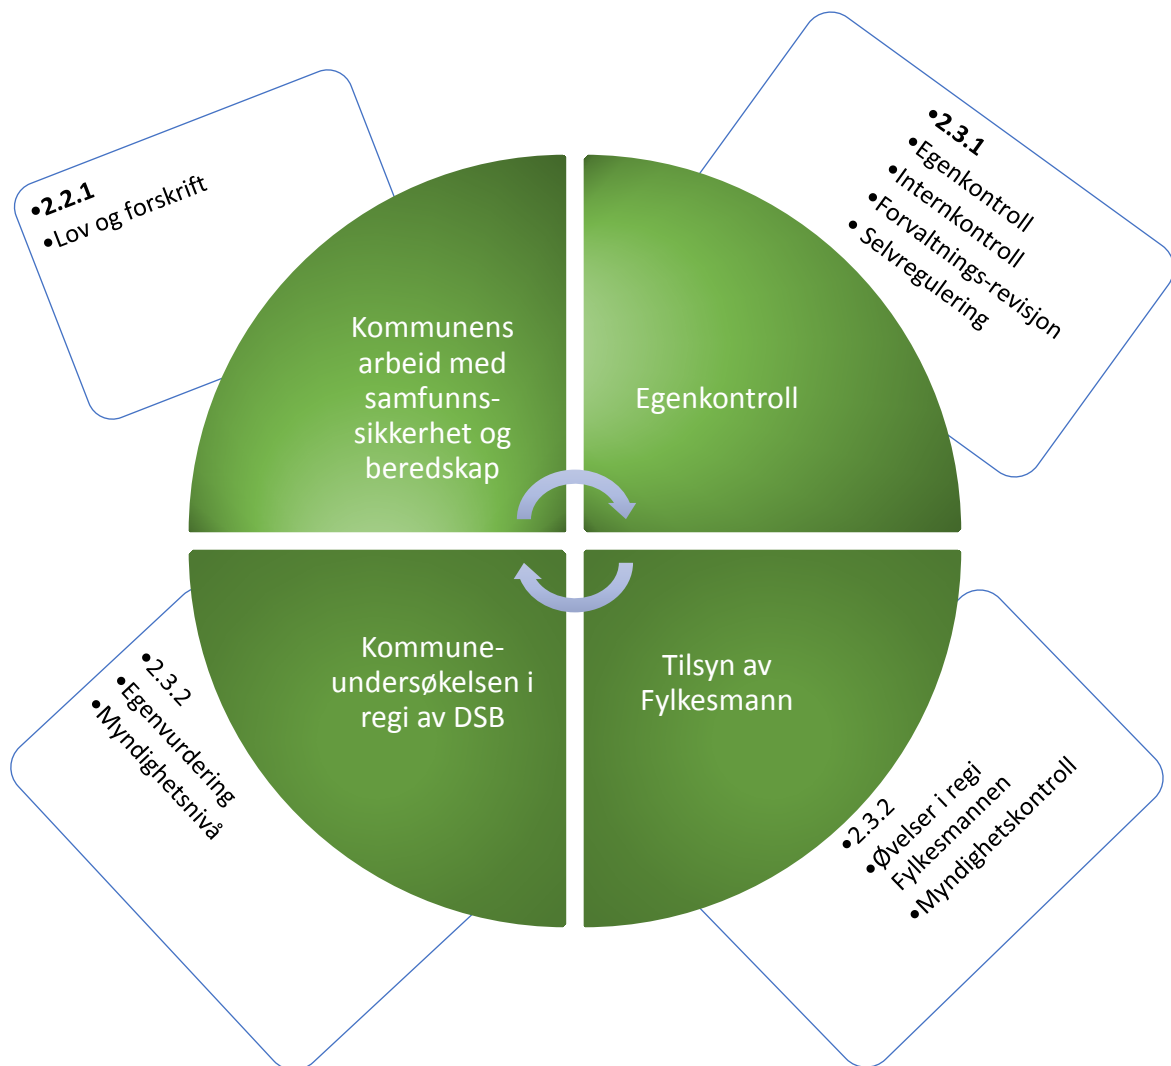 •2.2.1
•Lov og forskrift
Kommunens
arbeid med
samfunns-
sikkerhet og
beredskap
•2.3.1
•Egenkontroll
•Internkontroll
•Forvaltnings-revisjon
• Selvregulering
Egenkontroll
Kommune-
undersøkelsen i
regi av DSB
•2.3.2
•Egenvurdering
•Myndighetsnivå
Tilsyn av
Fylkesmann
•2.3.2
•Øvelser i regi
Fylkesmannen
•Myndighetskontroll